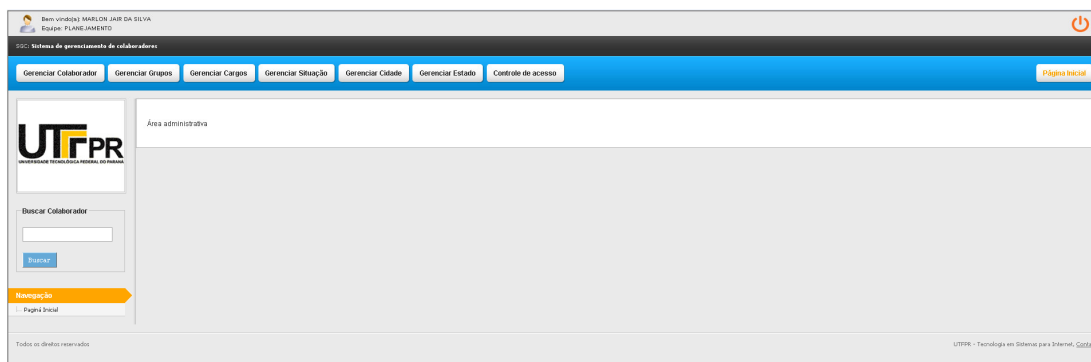 Bem vindo(a): MARLON JAIR DA SILVA
Equipe: PLANEJAMENTO
SGC: Sistema de gerenciamento de colaboradores
Gerenciar Colaborador Gerenciar Grupos Gerenciar Cargos Gerenciar Situação Gerenciar Cidade Gerenciar Estado Controle de acesso Página Inicial
UTFPR
UNIVERSIDADE TECNOLÓGICA FEDERAL DO PARANÁ
Área administrativa
Buscar Colaborador
Buscar
Navegação
Paginá Inicial
Todos os direitos reservados
UTFPR - Tecnologia em Sistemas para Internet,